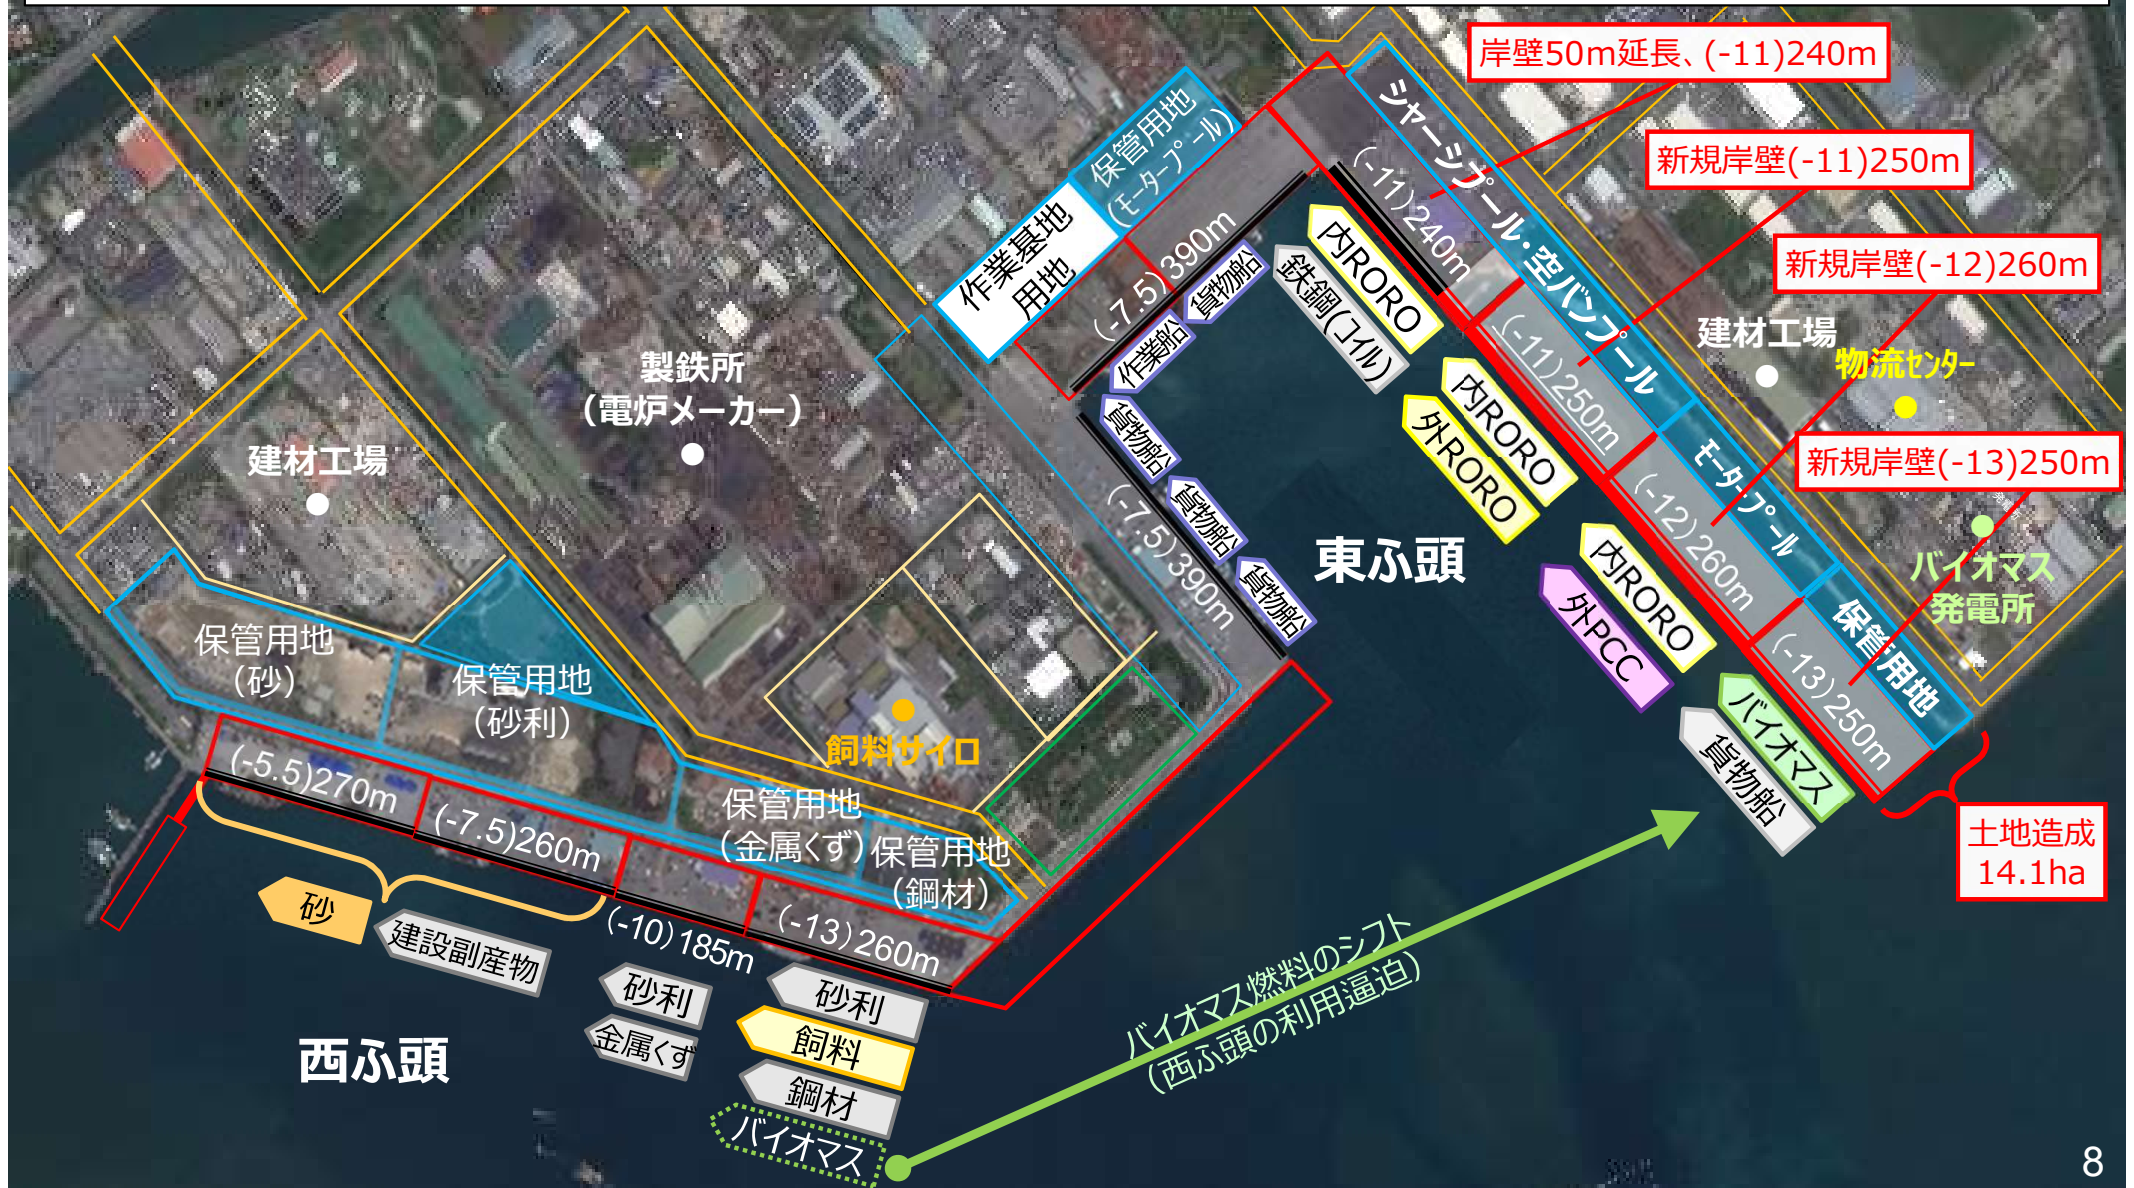 岸壁50m延長、(-11)240m
新規岸壁(-11)250m
新規岸壁(-12)260m
新規岸壁(-13)250m
シャーシプール・空バンプール
モータープール
保管用地
保管用地
(モータープール)
作業基地
用地
(-7.5)390m
(-11)240m
(-11)250m
(-12)260m
(-13)250m
(-7.5)390m
貨物船
作業船
貨物船
貨物船
貨物船
内RORO
鉄鋼(コイル)
内RORO
外RORO
内RORO
外PCC
バイオマス
貨物船
東ふ頭
建材工場
物流センター
バイオマス
発電所
土地造成
14.1ha
製鉄所
（電炉メーカー）
建材工場
飼料サイロ
保管用地
（砂）
保管用地
（砂利）
保管用地
（金属くず）
保管用地
（鋼材）
(-5.5)270m
(-7.5)260m
(-10)185m
(-13)260m
砂
建設副産物
砂利
金属くず
砂利
飼料
鋼材
バイオマス
西ふ頭
バイオマス燃料のシフト
（西ふ頭の利用逼迫）
8